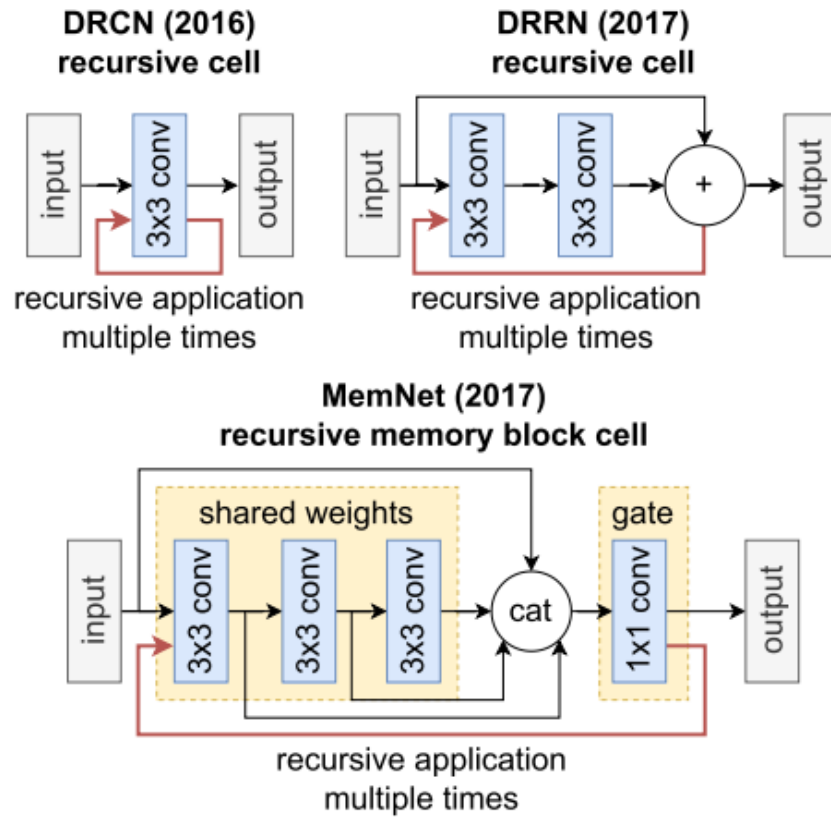 DRCN (2016)
recursive cell
input
3x3 conv
output
recursive application
multiple times
DRRN (2017)
recursive cell
input
3x3 conv
3x3 conv
+
output
recursive application
multiple times
MemNet (2017)
recursive memory block cell
input
shared weights
3x3 conv
3x3 conv
3x3 conv
cat
gate
1x1 conv
output
recursive application
multiple times